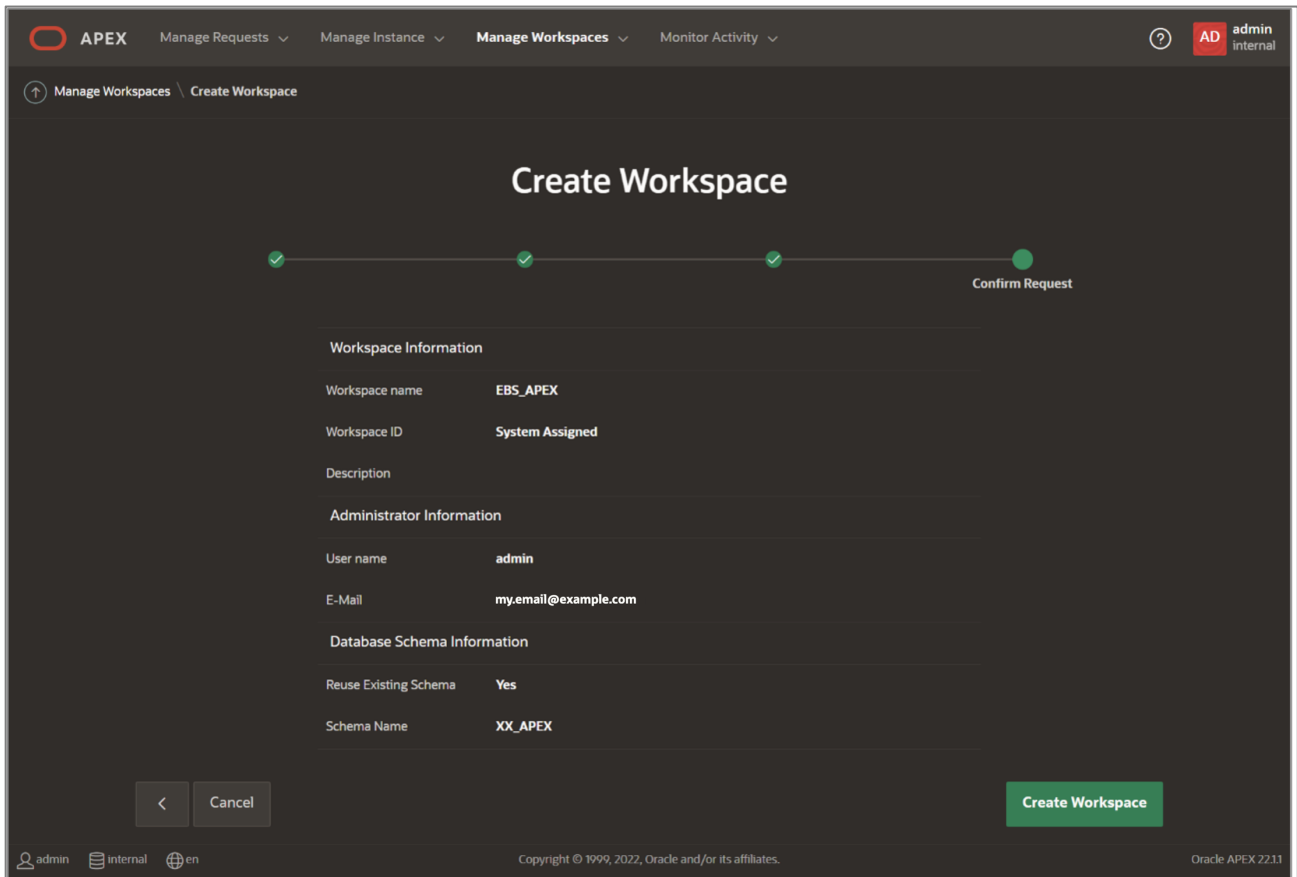 APEX Manage Requests Manage Instance Manage Workspaces Monitor Activity ? AD admin
internal
Manage Workspaces \ Create Workspace
Create Workspace
Confirm Request
Workspace Information
Workspace name EBS_APEX
Workspace ID System Assigned
Description
Administrator Information
User name admin
E-Mail my.email@example.com
Database Schema Information
Reuse Existing Schema Yes
Schema Name XX_APEX
Cancel Create Workspace
admin internal en Copyright © 1999, 2022, Oracle and/or its affiliates. Oracle APEX 22.1.1